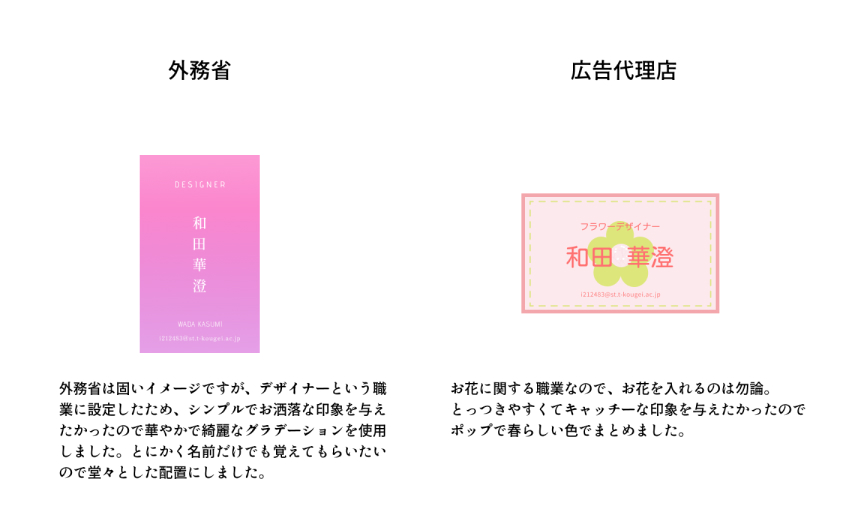 外務省
DESIGNER
和田華澄
WADA KASUMI
1212463@st.t-kougei.ac.jp
外務省は固いイメージですが、デザイナーという職
業に設定したため、シンプルでお洒落な印象を与え
たかったので華やかで綺麗なグラデーションを使用
しました。とにかく名前だけでも覚えてもらいたい
ので堂々とした配置にしました。
広告代理店
フラワーデザイナー
和田 華澄
1212463@st.t-kougei.ac.jp
お花に関する職業なので、お花を入れるのは勿論。
とっつきやすくてキャッチーな印象を与えたかったので
ポップで春らしい色でまとめました。